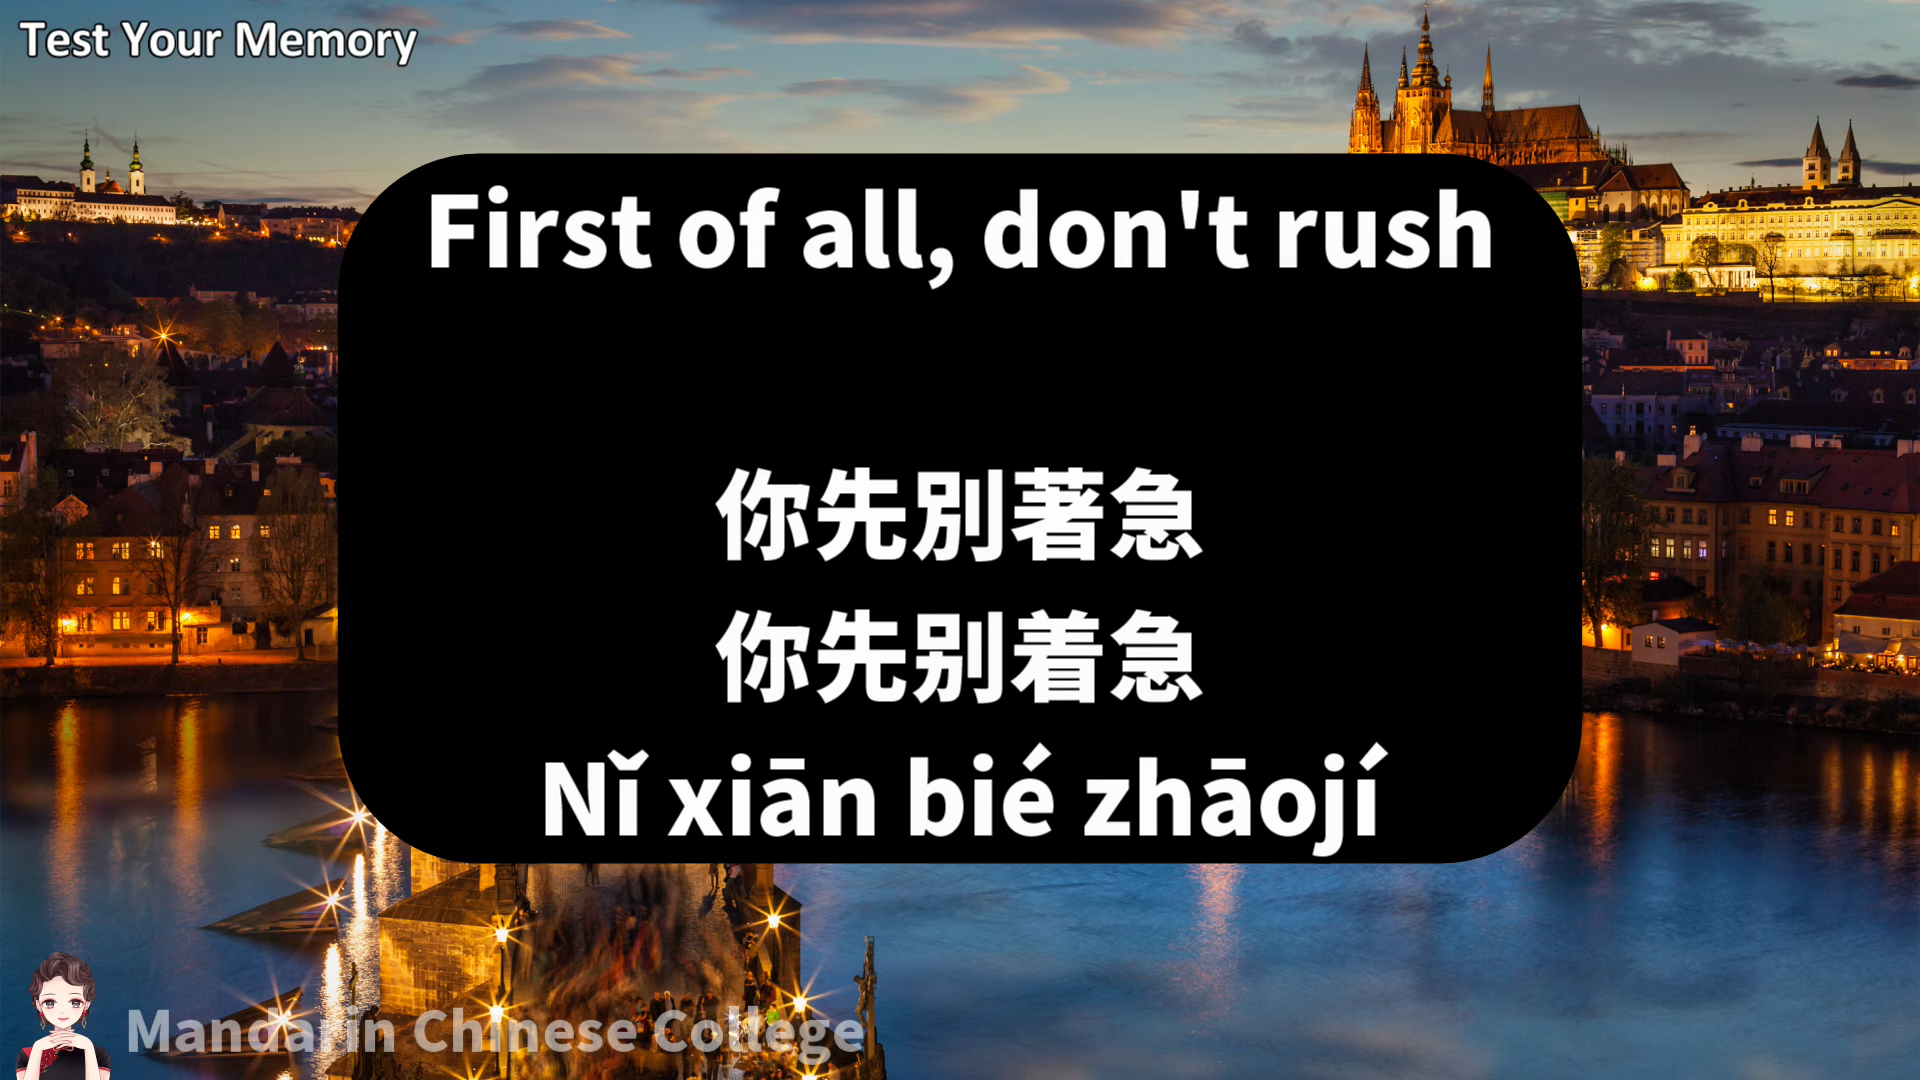 Test Your Memory
First of all, don't rush
你先別著急
你先别着急
Nǐ xiān bié zhāojí
Mandarin Chinese College